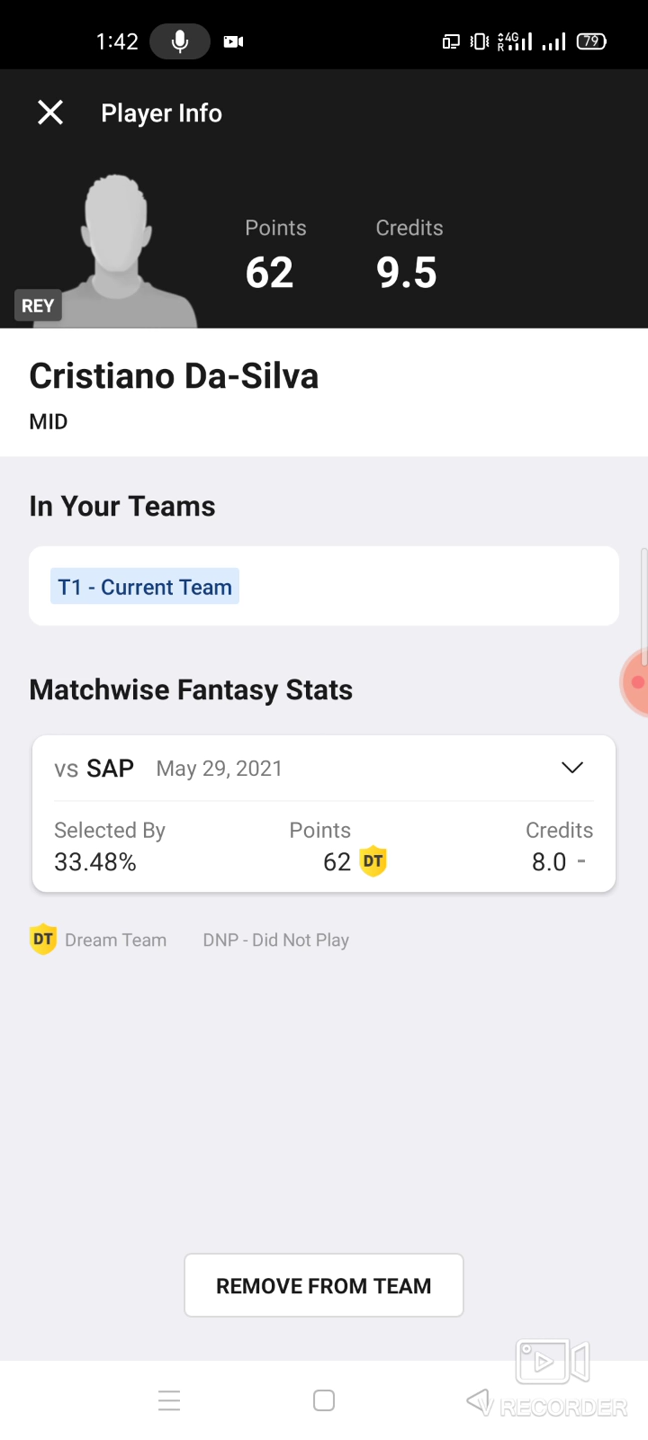 1:42
4G
R
79
Player Info
Points
Credits
62
9.5
REY
Cristiano Da-Silva
MID
In Your Teams
T1 - Current Team
Matchwise Fantasy Stats
vs SAP May 29, 2021
Selected By Points Credits
33.48% 62 DT 8.0 -
DT Dream Team DNP - Did Not Play
REMOVE FROM TEAM
V RECORDER